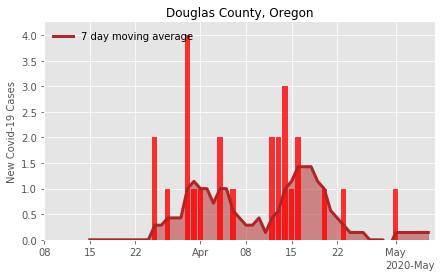 Douglas County, Oregon
7 day moving average
New Covid-19 Cases
4.0
3.5
3.0
2.5
2.0
1.5
1.0
0.5
0.0
08 15 22 Apr 08 15 22 May
2020-May